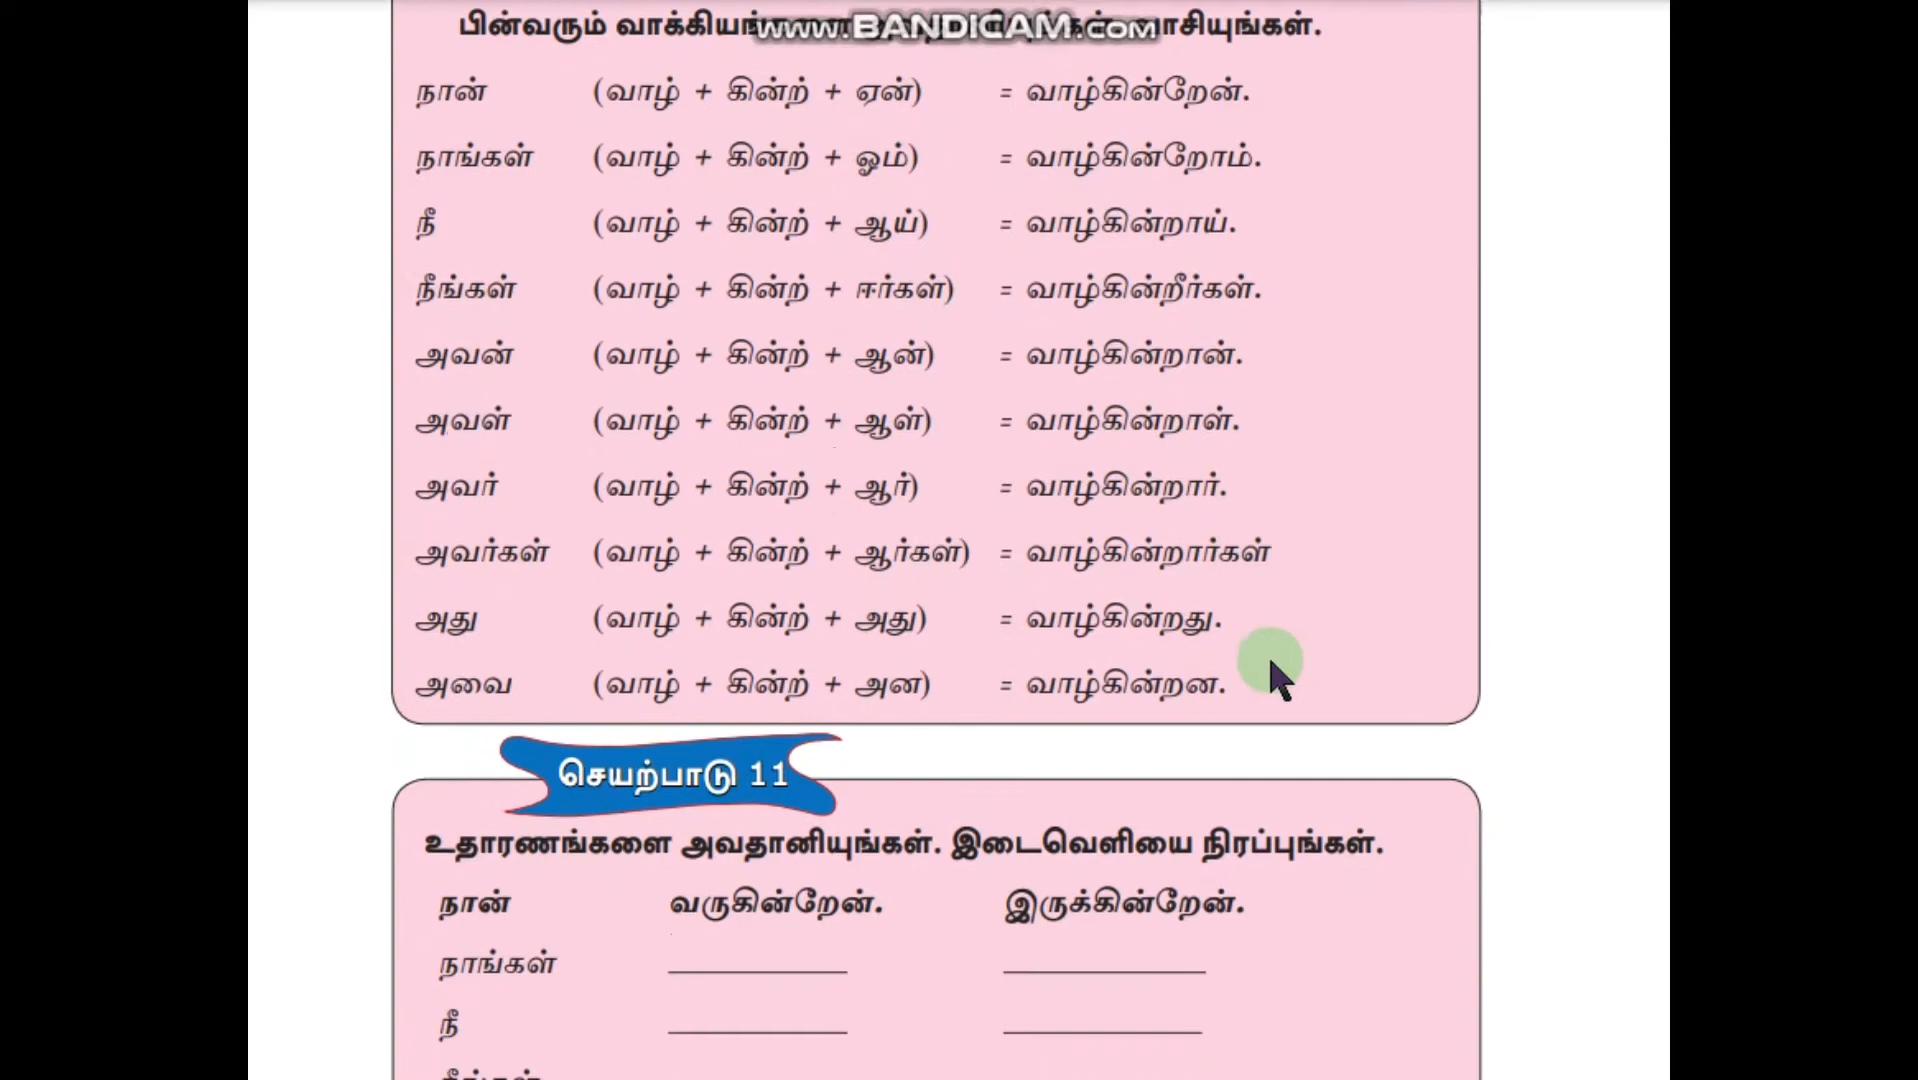 பின்வரும் www.BANDICAM.com வாசியுங்கள்.
நான் (வாழ் + கின்ற் + ஏன்) = வாழ்கின்றேன்.
நாங்கள் (வாழ் + கின்ற் + ஓம்) = வாழ்கின்றோம்.
நீ (வாழ் + கின்ற் + ஆய்) = வாழ்கின்றாய்.
நீங்கள் (வாழ் + கின்ற் + ஈர்கள்) = வாழ்கின்றீர்கள்.
அவன் (வாழ் + கின்ற் + ஆன்) = வாழ்கின்றான்.
அவள் (வாழ் + கின்ற் + ஆள்) = வாழ்கின்றாள்.
அவர் (வாழ் + கின்ற் + ஆர்) = வாழ்கின்றார்.
அவர்கள் (வாழ் + கின்ற் + ஆர்கள்) = வாழ்கின்றார்கள்
அது (வாழ் + கின்ற் + அது) = வாழ்கின்றது.
அவை (வாழ் + கின்ற் + அன) = வாழ்கின்றன.
செயற்பாடு 11
உதாரணங்களை அவதானியுங்கள். இடைவெளியை நிரப்புங்கள்.
நான் வருகின்றேன். இருக்கின்றேன்.
நாங்கள்
நீ